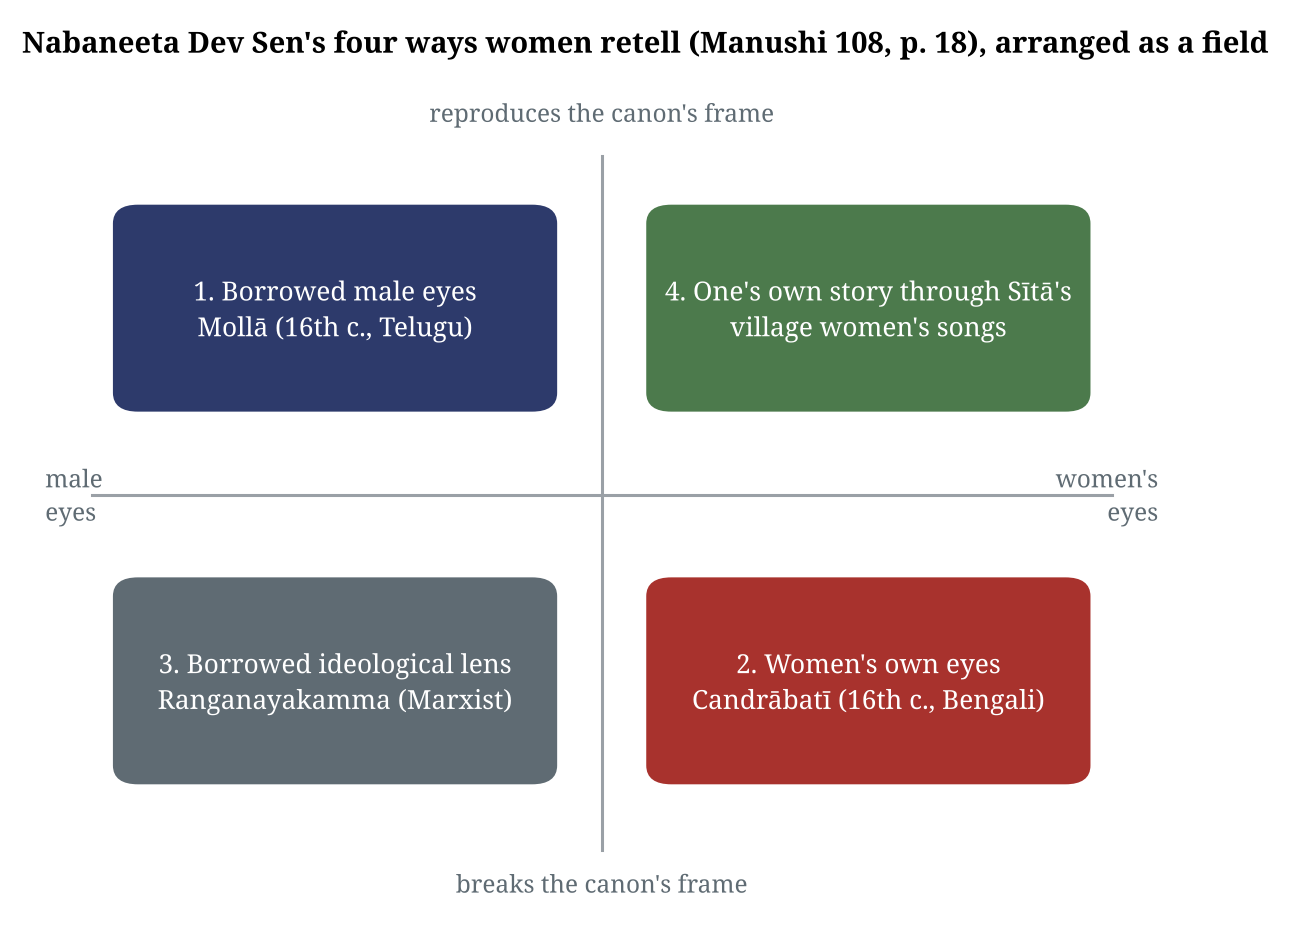 Nabaneeta Dev Sen's four ways women retell (Manushi 108, p. 18), arranged as a field
reproduces the canon's frame
1. Borrowed male eyes
Mollā (16th c., Telugu)
4. One's own story through Sītā's
village women's songs
male
eyes
women's
eyes
3. Borrowed ideological lens
Ranganayakamma (Marxist)
2. Women's own eyes
Candrābatī (16th c., Bengali)
breaks the canon's frame